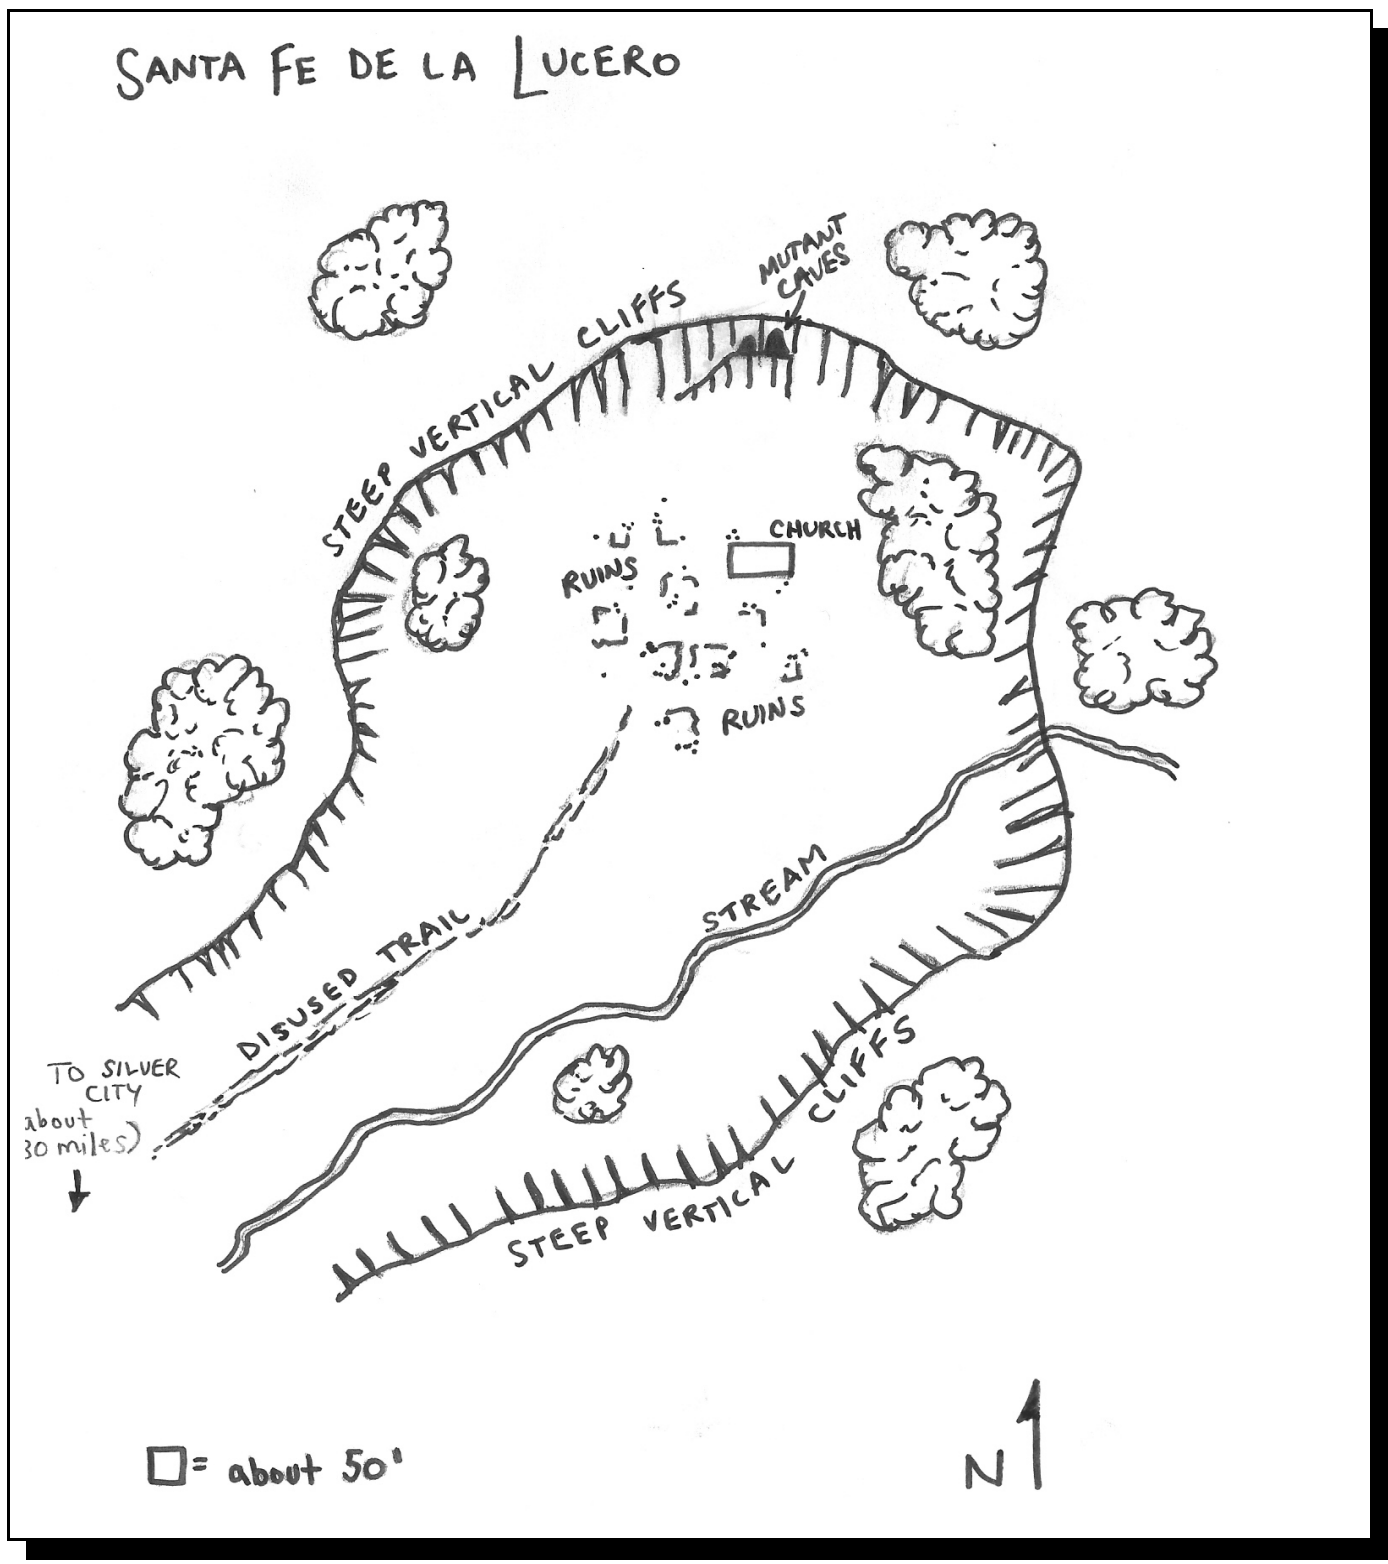 SANTA FE DE LA LUCERO
MUTANT
CAVES
STEEP VERTICAL CLIFFS
CHURCH
RUINS
RUINS
STREAM
DISUSED TRAIL
TO SILVER
CITY
about
30 miles)
STEEP VERTICAL CLIFFS
= about 50'
N